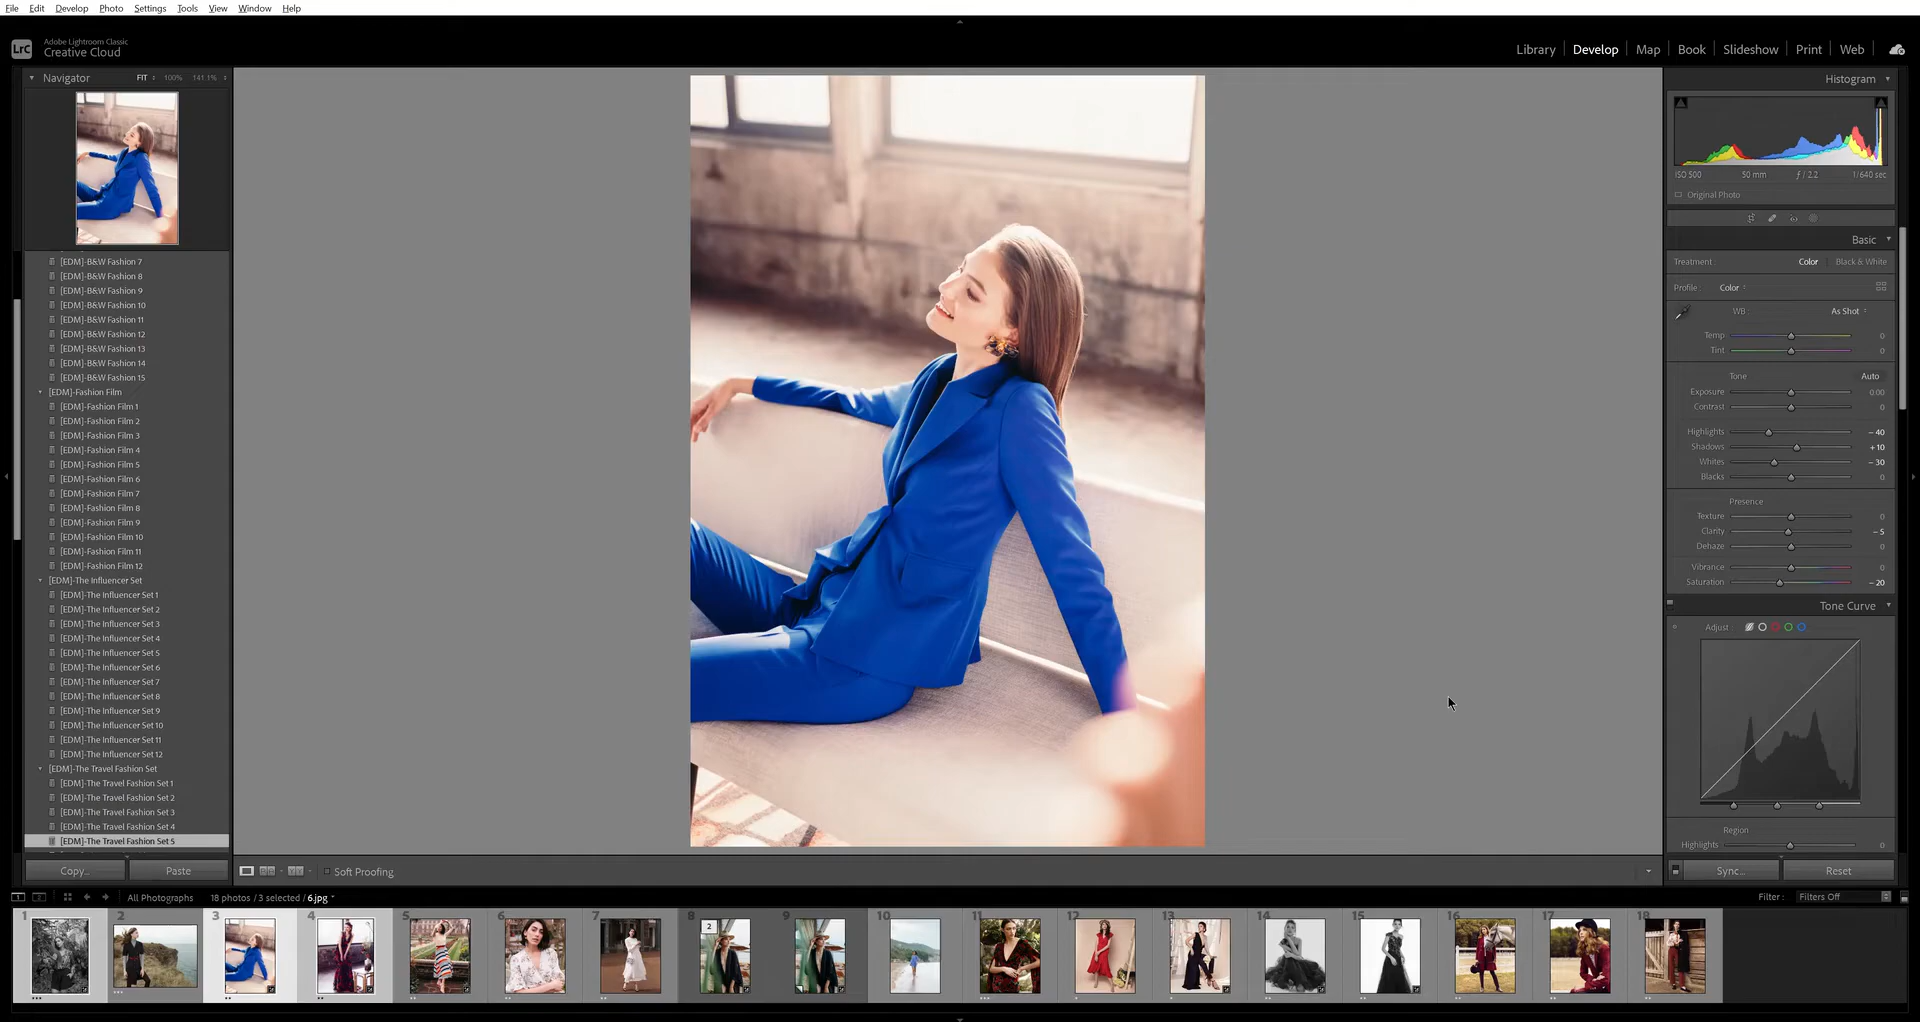 File Edit Develop Photo Settings Tools View Window Help
LrC
Adobe Lightroom Classic
Creative Cloud
Library Develop Map Book Slideshow Print Web
Navigator FIT 100% 141.1%
[EDM]-B&W Fashion 7
[EDM]-B&W Fashion 8
[EDM]-B&W Fashion 9
[EDM]-B&W Fashion 10
[EDM]-B&W Fashion 11
[EDM]-B&W Fashion 12
[EDM]-B&W Fashion 13
[EDM]-B&W Fashion 14
[EDM]-B&W Fashion 15
[EDM]-Fashion Film
[EDM]-Fashion Film 1
[EDM]-Fashion Film 2
[EDM]-Fashion Film 3
[EDM]-Fashion Film 4
[EDM]-Fashion Film 5
[EDM]-Fashion Film 6
[EDM]-Fashion Film 7
[EDM]-Fashion Film 8
[EDM]-Fashion Film 9
[EDM]-Fashion Film 10
[EDM]-Fashion Film 11
[EDM]-Fashion Film 12
[EDM]-The Influencer Set
[EDM]-The Influencer Set 1
[EDM]-The Influencer Set 2
[EDM]-The Influencer Set 3
[EDM]-The Influencer Set 4
[EDM]-The Influencer Set 5
[EDM]-The Influencer Set 6
[EDM]-The Influencer Set 7
[EDM]-The Influencer Set 8
[EDM]-The Influencer Set 9
[EDM]-The Influencer Set 10
[EDM]-The Influencer Set 11
[EDM]-The Influencer Set 12
[EDM]-The Travel Fashion Set
[EDM]-The Travel Fashion Set 1
[EDM]-The Travel Fashion Set 2
[EDM]-The Travel Fashion Set 3
[EDM]-The Travel Fashion Set 4
[EDM]-The Travel Fashion Set 5
Copy... Paste
Soft Proofing
Histogram
ISO 500 50 mm ƒ / 2.2 1/640 sec
Original Photo
Basic
Treatment : Color Black & White
Profile : Color
WB: As Shot
Temp 0
Tint 0
Tone Auto
Exposure 0.00
Contrast 0
Highlights - 40
Shadows + 10
Whites - 30
Blacks 0
Presence
Texture 0
Clarity - 5
Dehaze 0
Vibrance 0
Saturation - 20
Tone Curve
Adjust :
Region
Highlights 0
Sync... Reset
1 2 All Photographs 18 photos / 3 selected / 6.jpg Filter : Filters Off
1 2 3 4 5 6 7 8 9 10 11 12 13 14 15 16 17 18
2